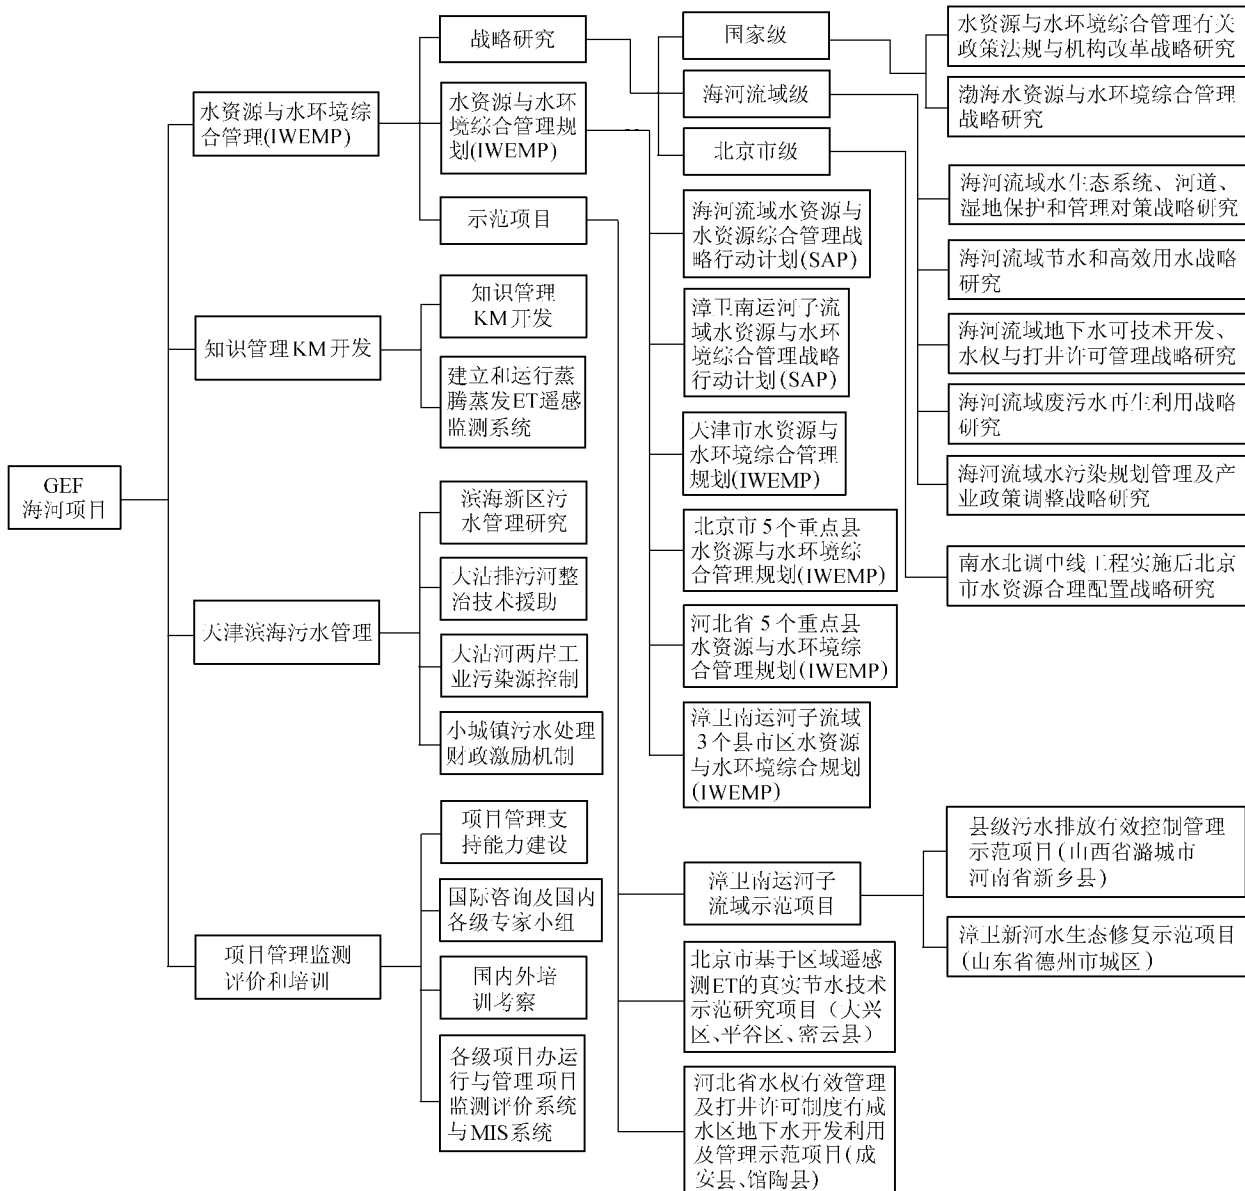 GEF
海河项目
水资源与水环境综
合管理(IWEMP)
知识管理KM开发
天津滨海污水管理
项目管理监测
评价和培训
战略研究
水资源与水环
境综合管理规
划(IWEMP)
示范项目
知识管理
KM开发
建立和运行蒸
腾蒸发ET遥感
监测系统
滨海新区污
水管理研究
大沽排污河整
治技术援助
大沽河两岸工
业污染源控制
小城镇污水处理
财政激励机制
项目管理支
持能力建设
国际咨询及国内
各级专家小组
国内外培
训考察
各级项目办运
行与管理项目
监测评价系统
与MIS系统
国家级
海河流域级
北京市级
海河流域水资源与
水资源综合管理战
略行动计划(SAP)
漳卫南运河子流
域水资源与水环
境综合管理战略
行动计划(SAP)
天津市水资源与
水环境综合管理
规划(IWEMP)
北京市5个重点县
水资源与水环境综
合管理规划(IWEMP)
河北省5个重点县
水资源与水环境综
合管理规划(IWEMP)
漳卫南运河子流域
3个县市区水资源
与水环境综合规划
(IWEMP)
漳卫南运河子
流域示范项目
北京市基于区域遥感
测ET的真实节水技术
示范研究项目（大兴
区、平谷区、密云县）
河北省水权有效管理
及打井许可制度有咸
水区地下水开发利用
及管理示范项目(成
安县、馆陶县)
水资源与水环境综合管理有关
政策法规与机构改革战略研究
渤海水资源与水环境综合管理
战略研究
海河流域水生态系统、河道、
湿地保护和管理对策战略研究
海河流域节水和高效用水战略
研究
海河流域地下水可技术开发、
水权与打井许可管理战略研究
海河流域废污水再生利用战略
研究
海河流域水污染规划管理及产
业政策调整战略研究
南水北调中线工程实施后北京
市水资源合理配置战略研究
县级污水排放有效控制管理
示范项目(山西省潞城市
河南省新乡县)
漳卫新河水生态修复示范项目
(山东省德州市城区)